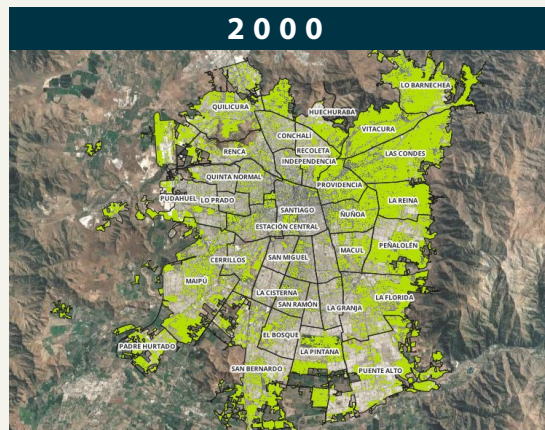 2000
LO BARNECHEA
QUILICURA
HUECHURABA
VITACURA
CONCHALÍ
RECOLETA
RENCA
LAS CONDES
INDEPENDENCIA
QUINTA NORMAL
PROVIDENCIA
PUDAHUEL
LO PRADO
LA REINA
SANTIAGO
ÑUÑOA
ESTACIÓN CENTRAL
PEÑALOLÉN
MACUL
CERRILLOS
SAN MIGUEL
MAIPÚ
LA CISTERNA
LA FLORIDA
SAN RAMÓN
LA GRANJA
EL BOSQUE
PADRE HURTADO
LA PINTANA
SAN BERNARDO
PUENTE ALTO